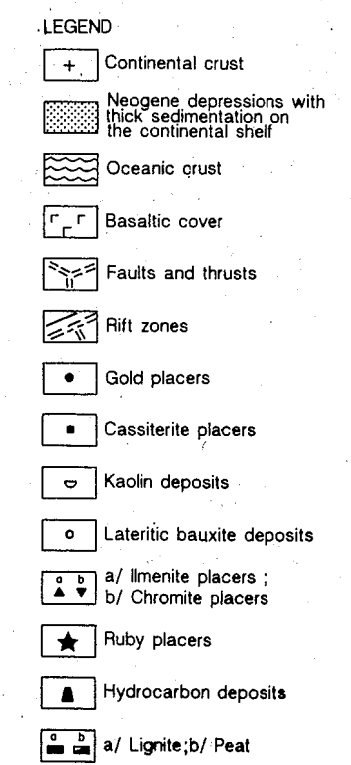 LEGEND
Continental crust
Neogene depressions with
thick sedimentation on
the continental shelf
Oceanic crust
Basaltic cover
Faults and thrusts
Rift zones
Gold placers
Cassiterite placers
Kaolin deposits
Lateritic bauxite deposits
a b
a/ Ilmenite placers ;
b/ Chromite placers
Ruby placers
Hydrocarbon deposits
a b
a/ Lignite;b/ Peat